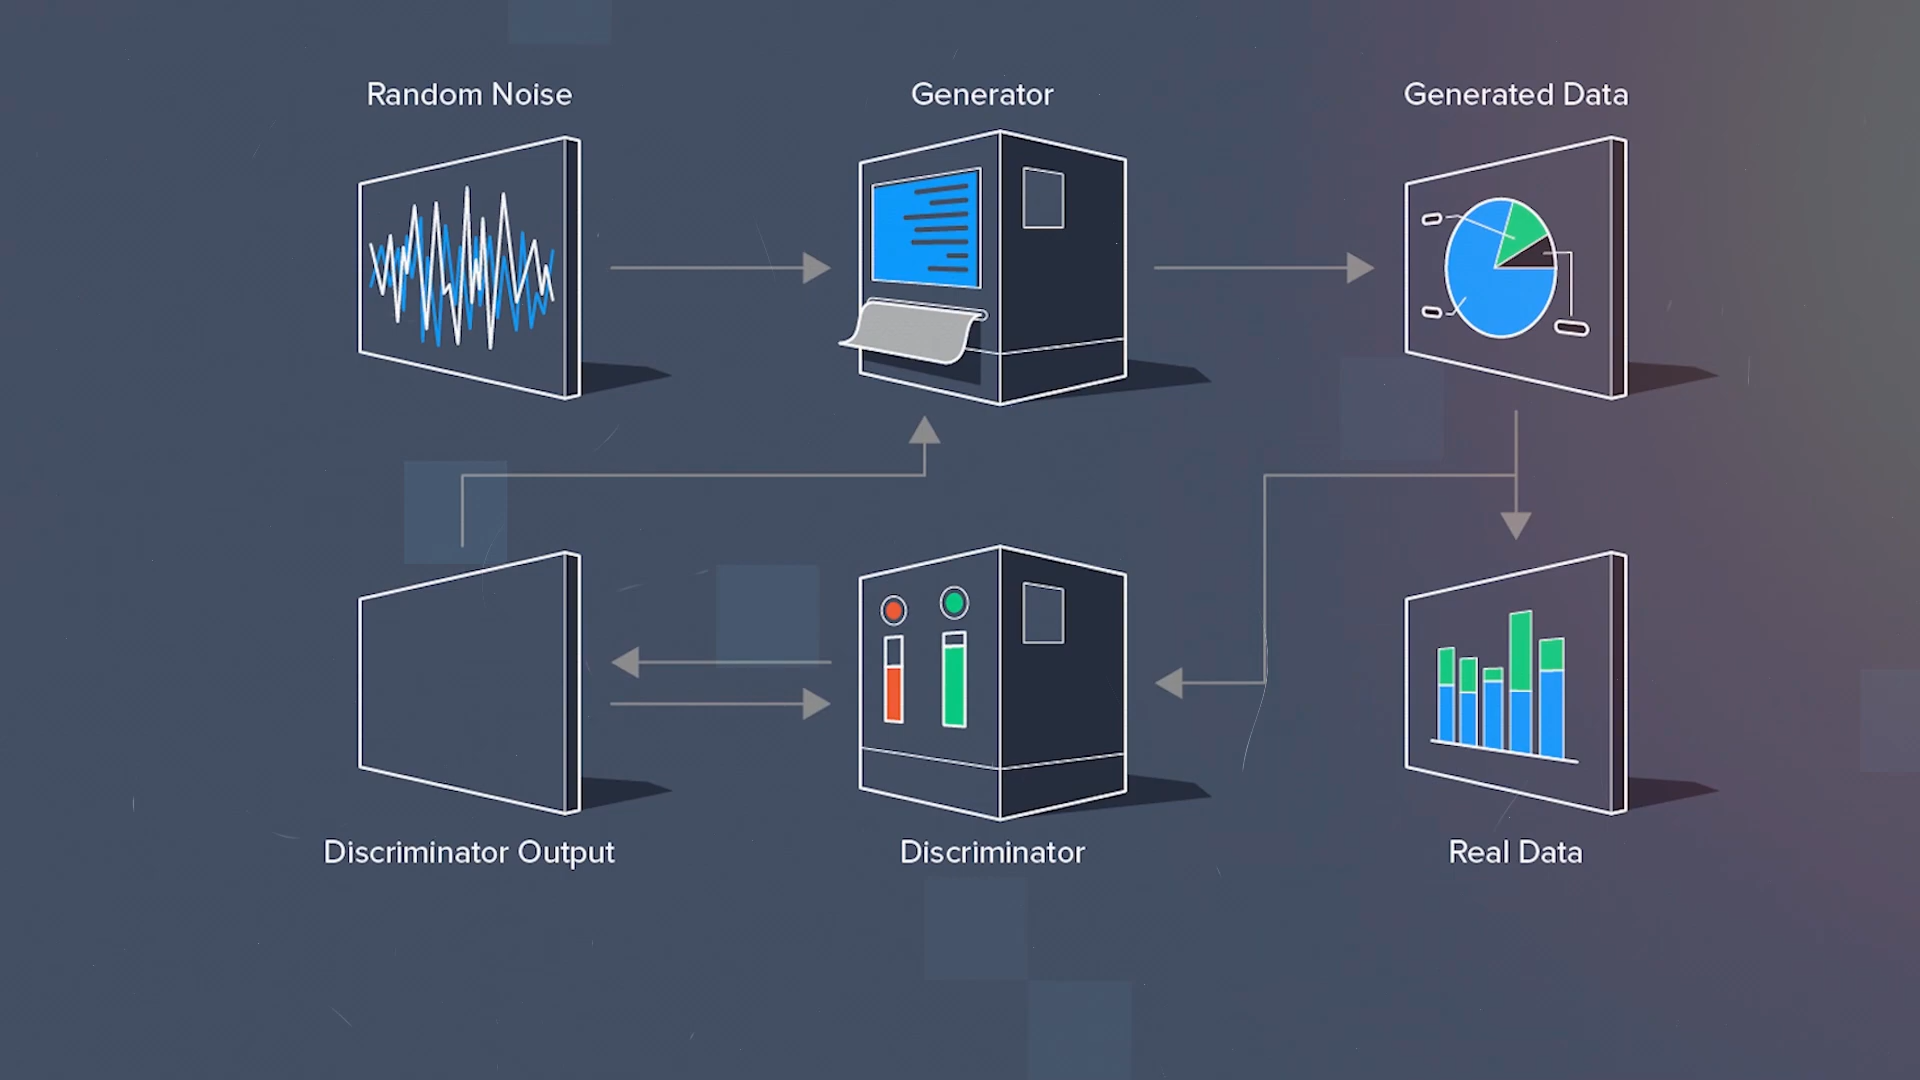 Random Noise
Generator
Generated Data
Discriminator Output
Discriminator
Real Data